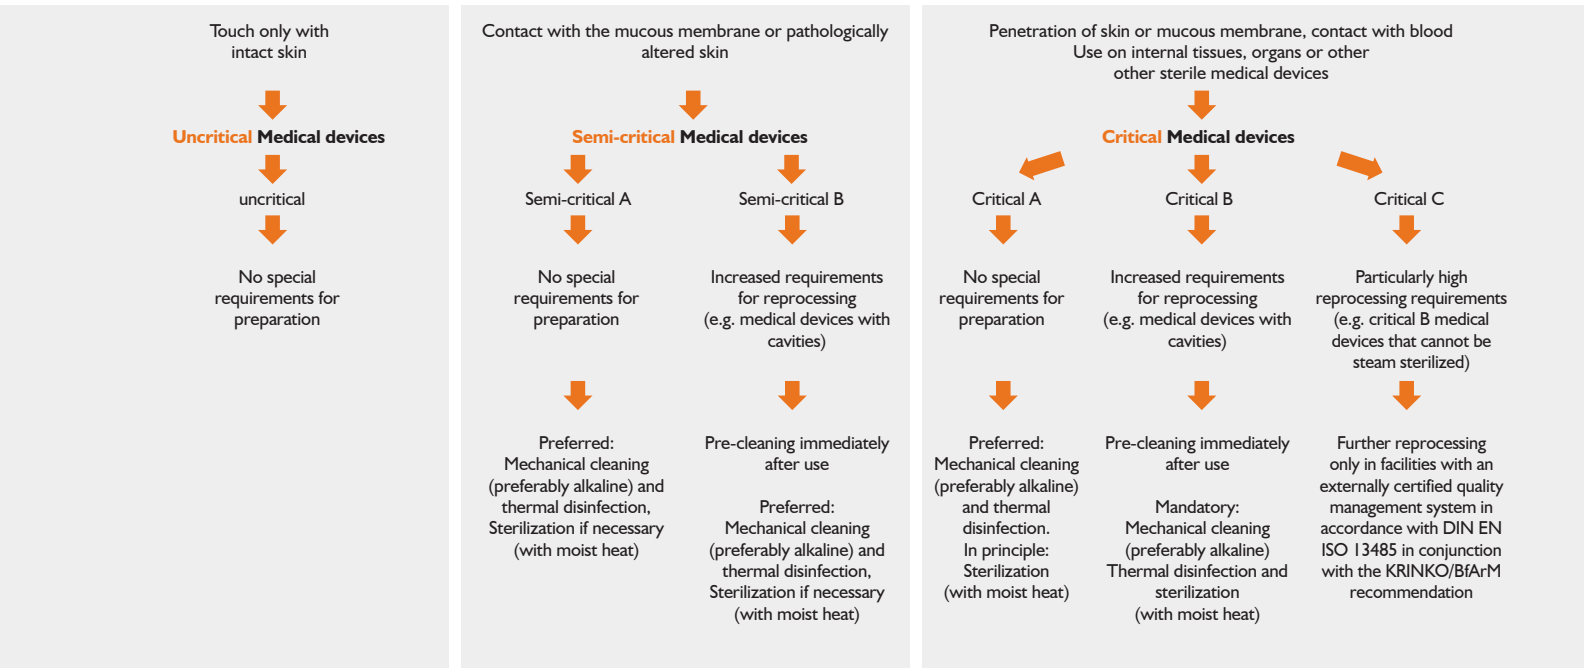 Touch only with
intact skin
Uncritical Medical devices
uncritical
No special
requirements for
preparation
Contact with the mucous membrane or pathologically
altered skin
Semi-critical Medical devices
Semi-critical A
No special
requirements for
preparation
Preferred:
Mechanical cleaning
(preferably alkaline) and
thermal disinfection,
Sterilization if necessary
(with moist heat)
Semi-critical B
Increased requirements
for reprocessing
(e.g. medical devices with
cavities)
Pre-cleaning immediately
after use
Preferred:
Mechanical cleaning
(preferably alkaline) and
thermal disinfection,
Sterilization if necessary
(with moist heat)
Penetration of skin or mucous membrane, contact with blood
Use on internal tissues, organs or other
other sterile medical devices
Critical Medical devices
Critical A
No special
requirements for
preparation
Preferred:
Mechanical cleaning
(preferably alkaline)
and thermal
disinfection.
In principle:
Sterilization
(with moist heat)
Critical B
Increased requirements
for reprocessing
(e.g. medical devices with
cavities)
Pre-cleaning immediately
after use
Mandatory:
Mechanical cleaning
(preferably alkaline)
Thermal disinfection and
sterilization
(with moist heat)
Critical C
Particularly high
reprocessing requirements
(e.g. critical B medical
devices that cannot be
steam sterilized)
Further reprocessing
only in facilities with an
externally certified quality
management system in
accordance with DIN EN
ISO 13485 in conjunction
with the KRINKO/BfArM
recommendation